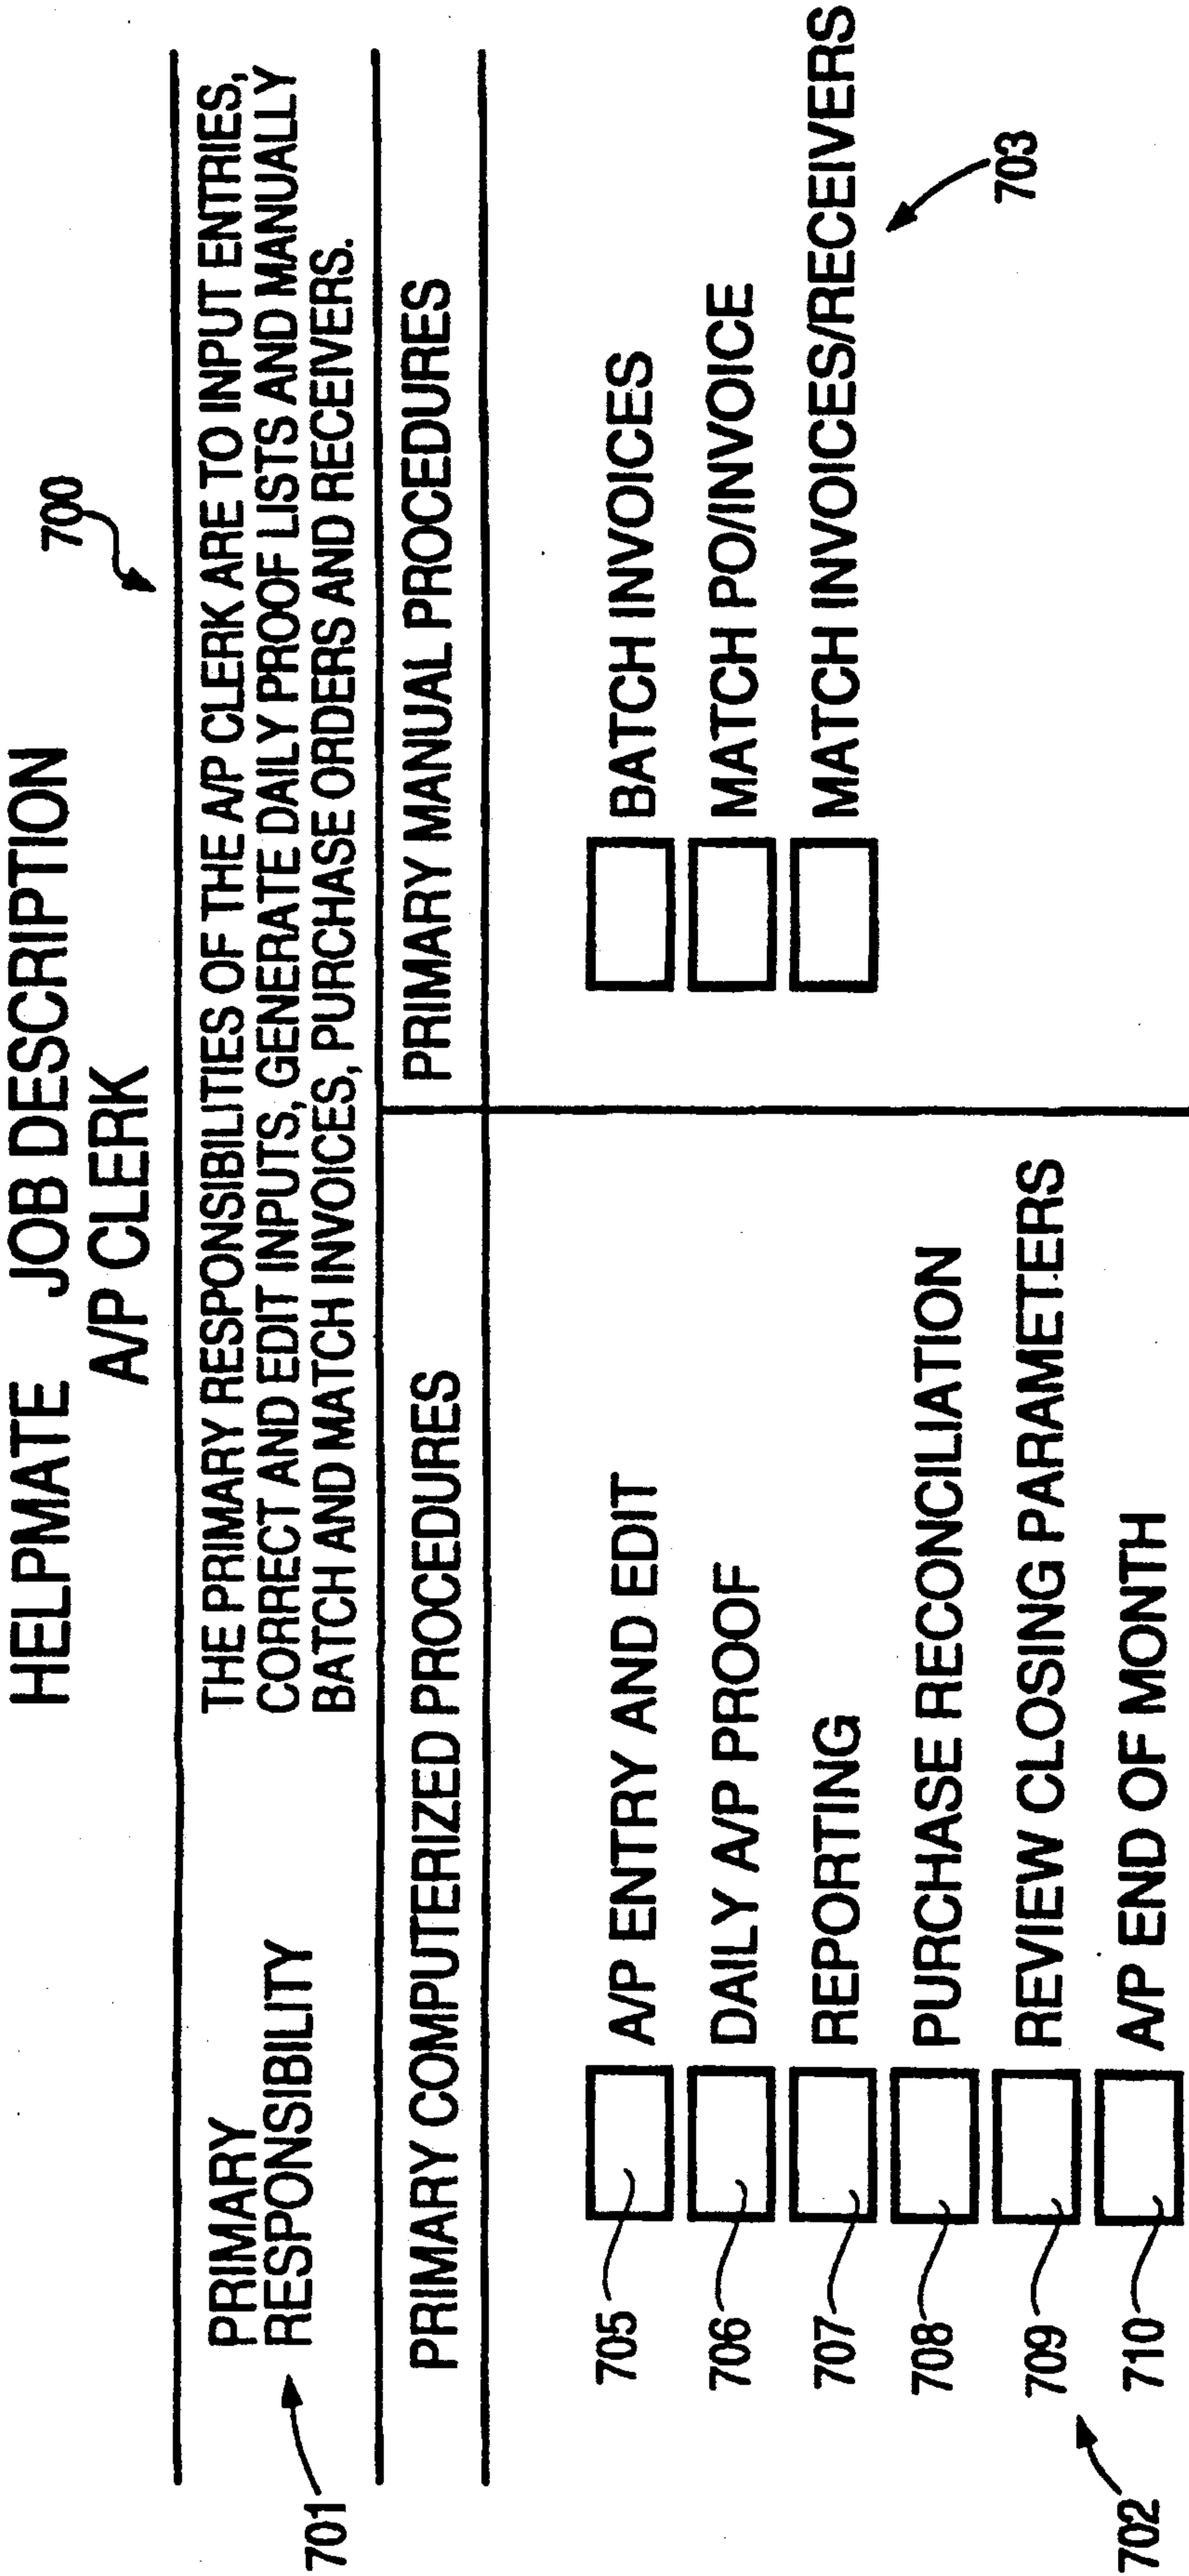 HELPMATE JOB DESCRIPTION
A/P CLERK
700
701
PRIMARY
RESPONSIBILITY
THE PRIMARY RESPONSIBILITIES OF THE A/P CLERK ARE TO INPUT ENTRIES,
CORRECT AND EDIT INPUTS, GENERATE DAILY PROOF LISTS AND MANUALLY
BATCH AND MATCH INVOICES, PURCHASE ORDERS AND RECEIVERS.
PRIMARY COMPUTERIZED PROCEDURES
PRIMARY MANUAL PROCEDURES
705 A/P ENTRY AND EDIT
706 DAILY A/P PROOF
707 REPORTING
708 PURCHASE RECONCILIATION
709 REVIEW CLOSING PARAMETERS
710 A/P END OF MONTH
702
BATCH INVOICES
MATCH PO/INVOICE
MATCH INVOICES/RECEIVERS
703